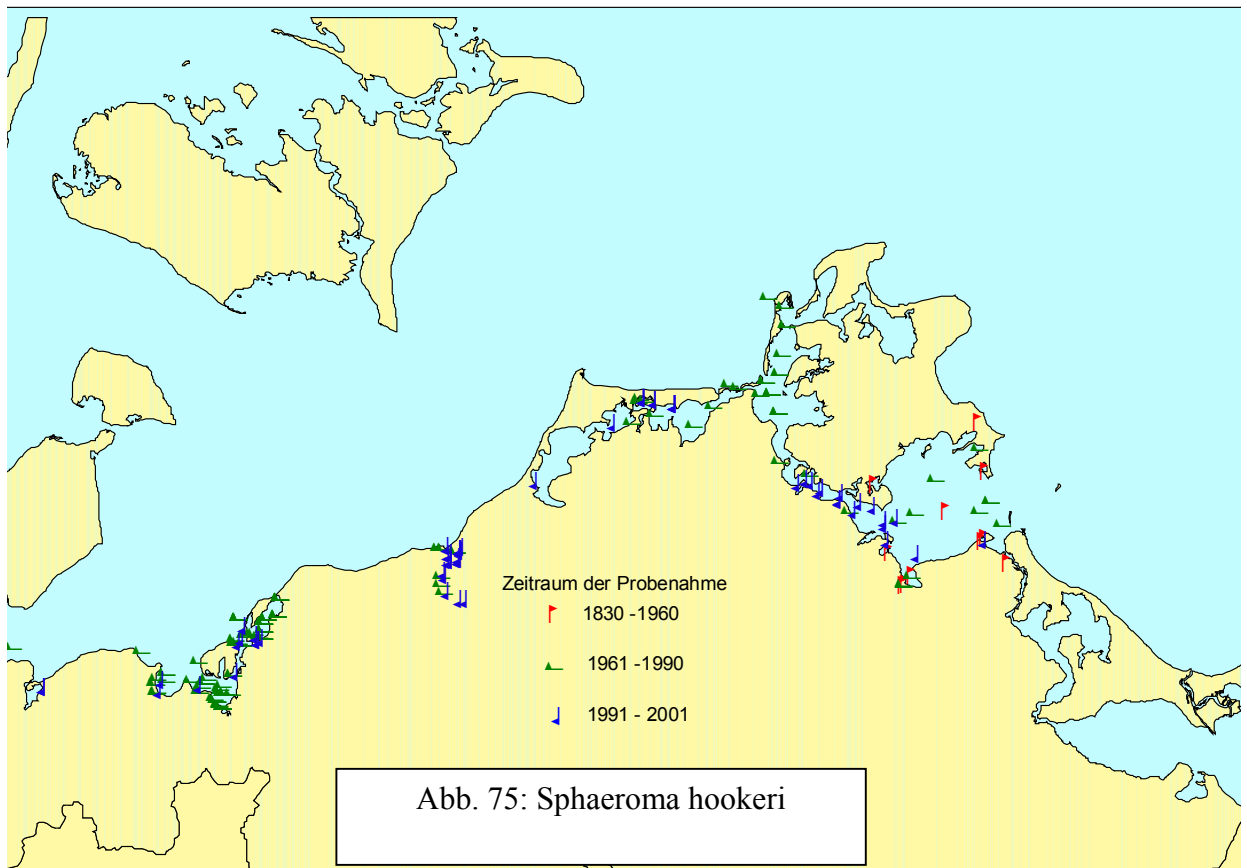 Zeitraum der Probenahme
1830 -1960
1961 -1990
1991 - 2001
Abb. 75: Sphaeroma hookeri